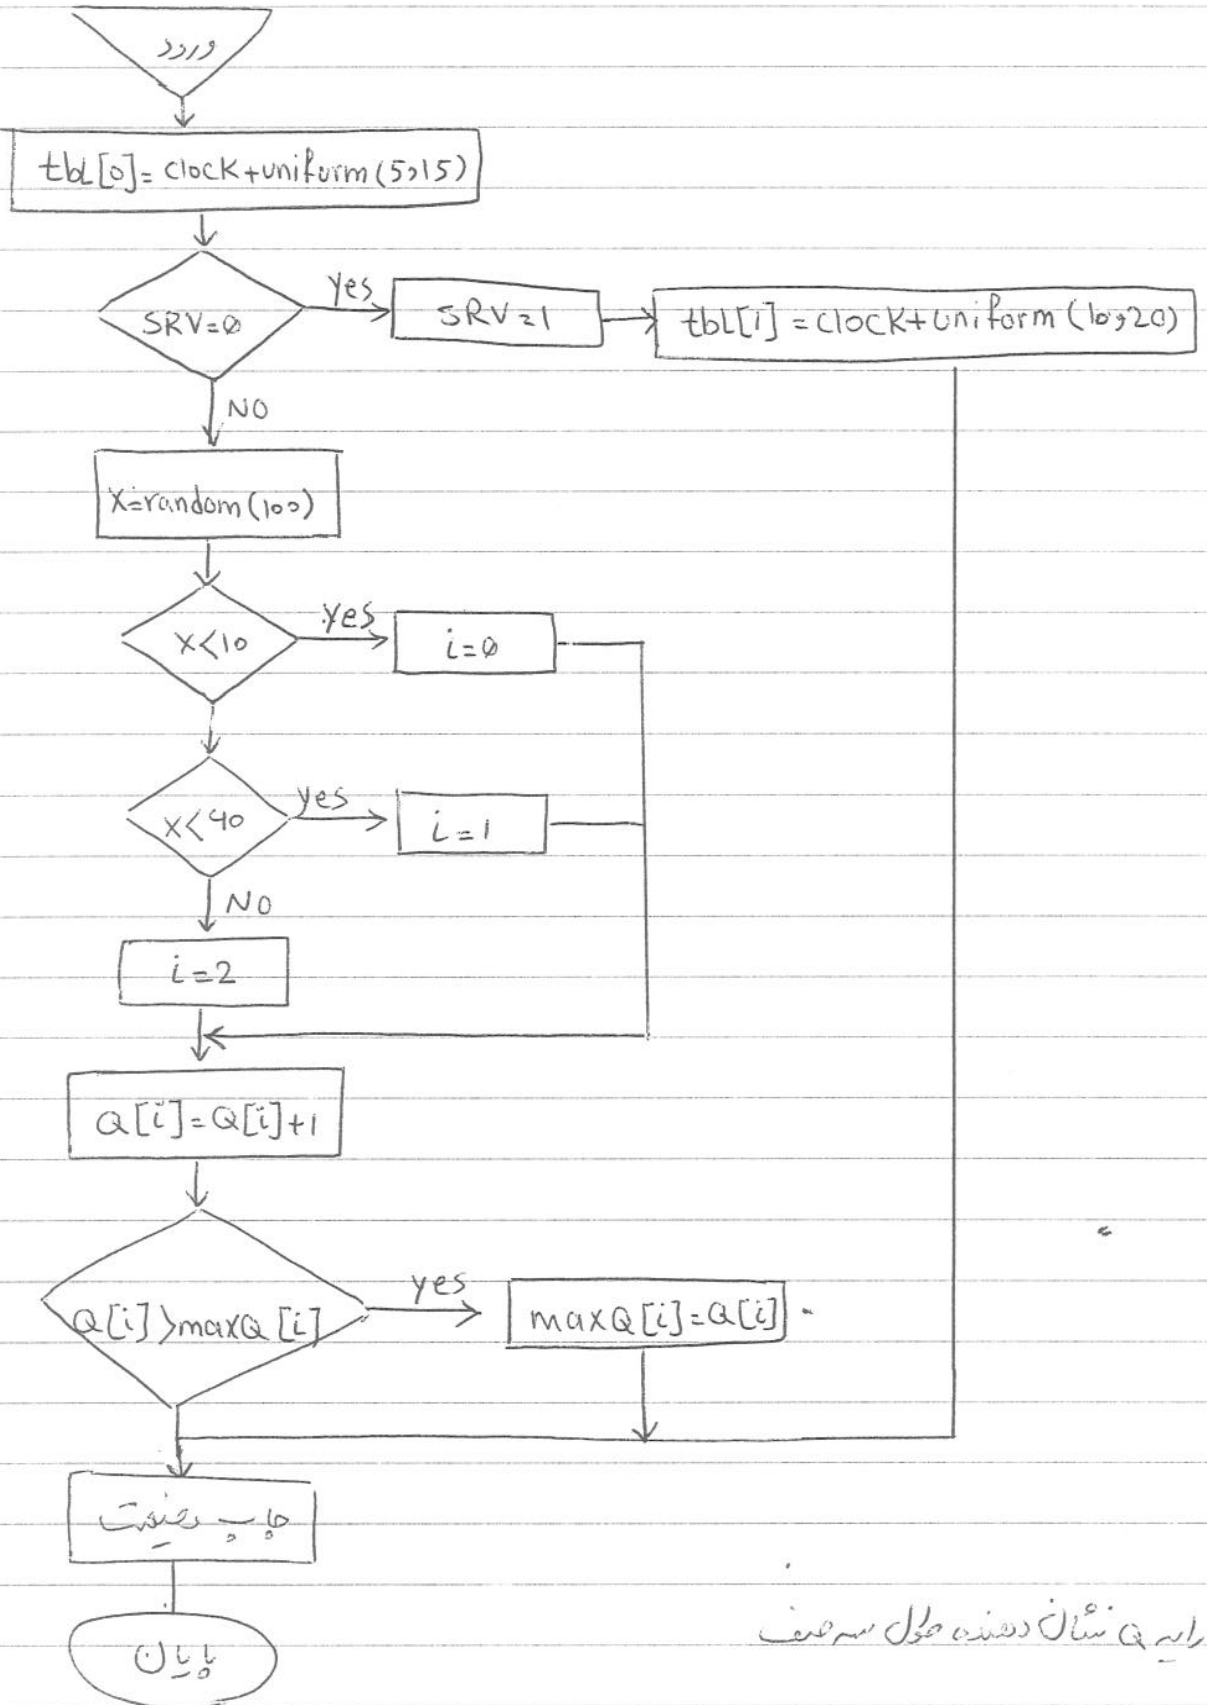 ورود
tbl[0]=clock+uniform(5,15)
SRV=0
yes
SRV=1
tbl[i]=clock+uniform(10,20)
NO
x=random(100)
x<10
yes
i=0
x<40
yes
i=1
NO
i=2
Q[i]=Q[i]+1
Q[i]>maxQ[i]
yes
maxQ[i]=Q[i]
چاپ وضعیت
پایان
رایه Q نشان دهنده طول سه صف